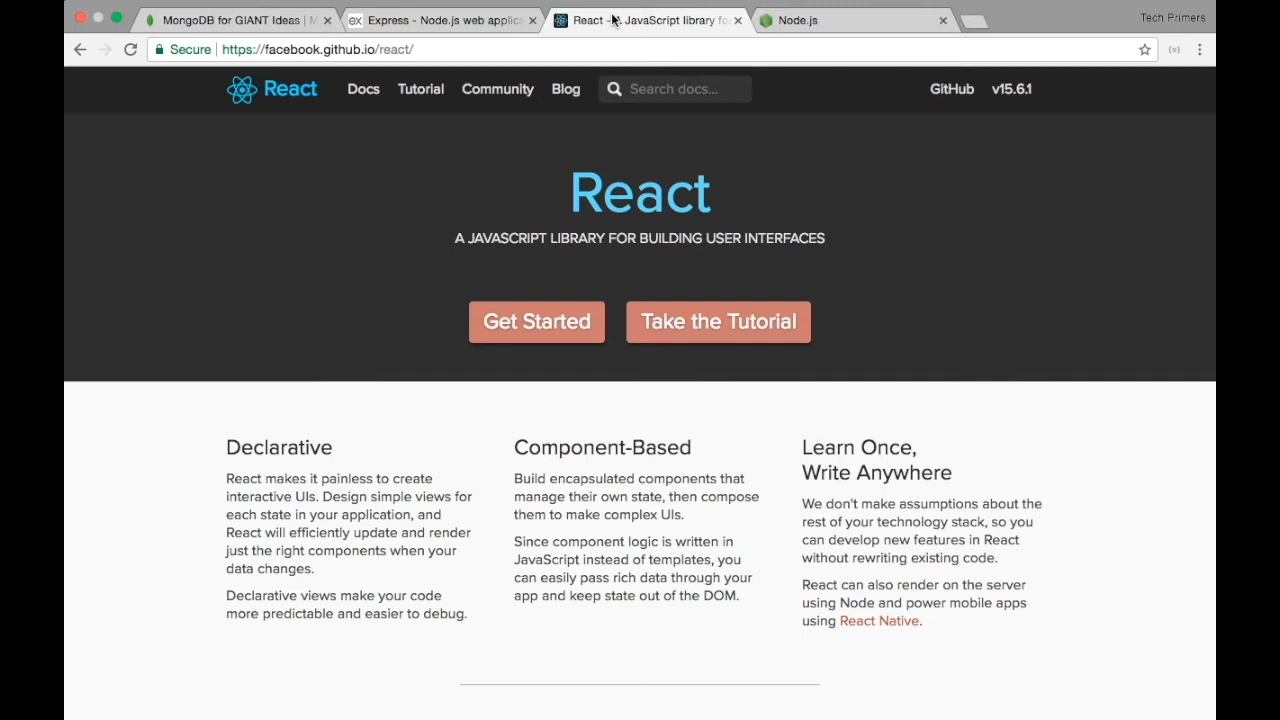 MongoDB for GIANT Ideas | M
Express - Node.js web applica
React - A JavaScript library fo
Node.js
Tech Primers
Secure
https://facebook.github.io/react/
React
Docs
Tutorial
Community
Blog
Search docs...
GitHub
v15.6.1
React
A JAVASCRIPT LIBRARY FOR BUILDING USER INTERFACES
Get Started
Take the Tutorial
Declarative
React makes it painless to create
interactive UIs. Design simple views for
each state in your application, and
React will efficiently update and render
just the right components when your
data changes.
Declarative views make your code
more predictable and easier to debug.
Component-Based
Build encapsulated components that
manage their own state, then compose
them to make complex UIs.
Since component logic is written in
JavaScript instead of templates, you
can easily pass rich data through your
app and keep state out of the DOM.
Learn Once,
Write Anywhere
We don't make assumptions about the
rest of your technology stack, so you
can develop new features in React
without rewriting existing code.
React can also render on the server
using Node and power mobile apps
using React Native.